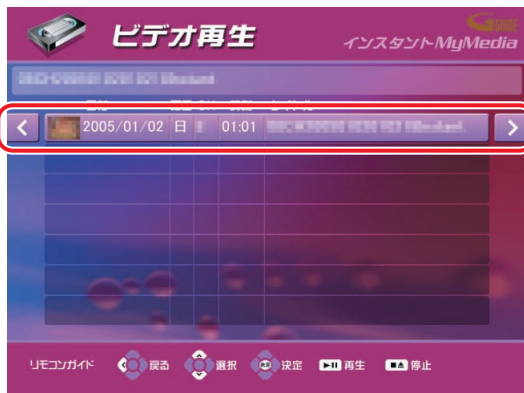 ビデオ再生
GUIDE
インスタントMyMedia
2005/01/02 日 01:01
リモコンガイド 戻る 選択 決定 再生 停止